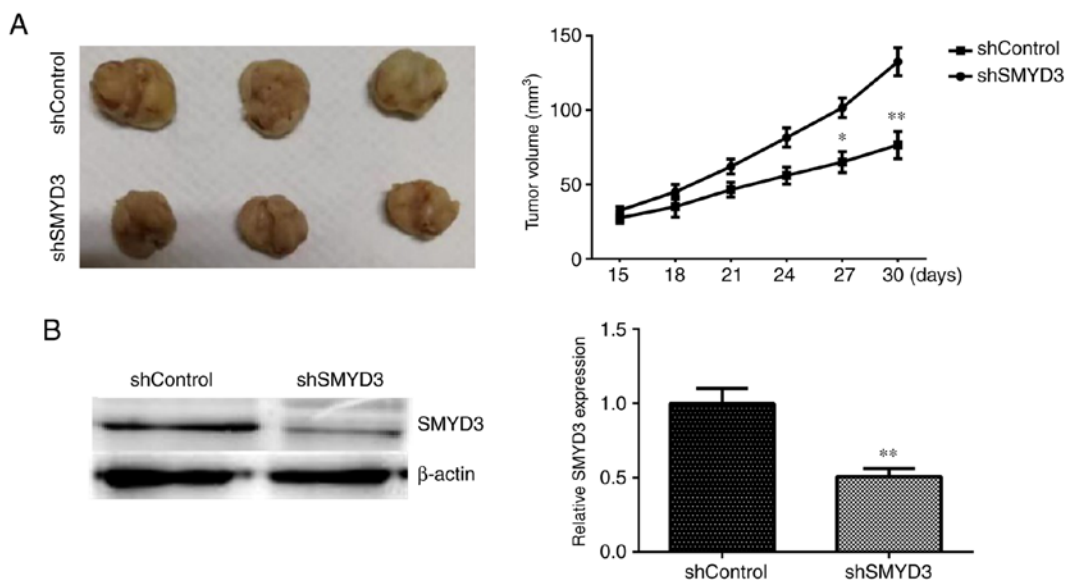 A
shControl
shSMYD3
150
100
50
0
Tumor volume (mm³)
15 18 21 24 27 30 (days)
shControl
shSMYD3
*
**
B
shControl shSMYD3
SMYD3
β-actin
1.5
1.0
0.5
0.0
Relative SMYD3 expression
**
shControl shSMYD3